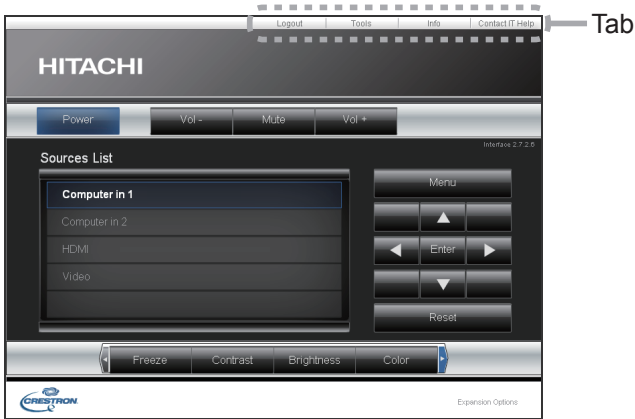 Logout Tools Info Contact IT Help
Tab
HITACHI
Power Vol - Mute Vol +
Interface 2.7.2.6
Sources List
Computer in 1
Computer in 2
HDMI
Video
Menu
Enter
Reset
Freeze Contrast Brightness Color
CRESTRON
Expansion Options